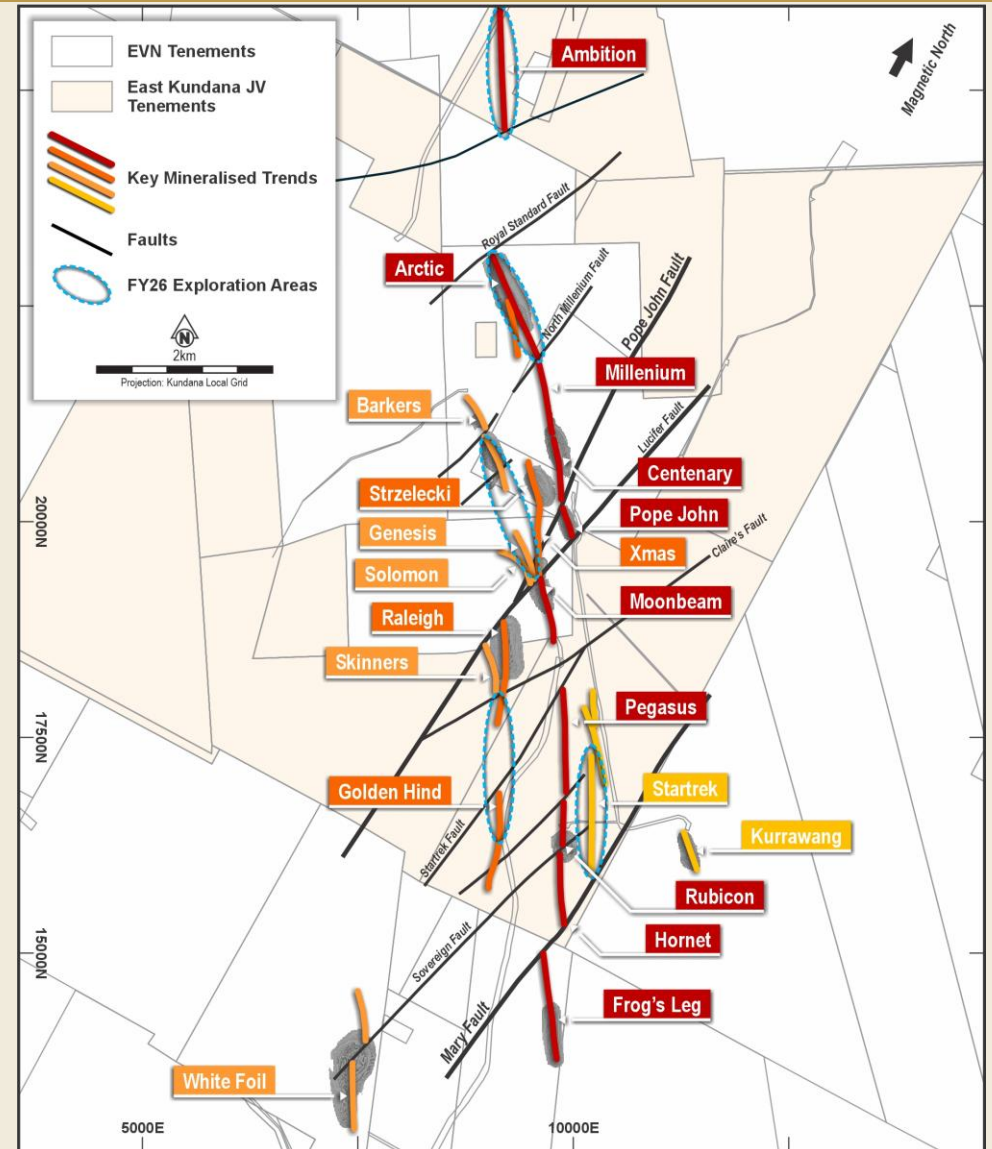 EVN Tenements
East Kundana JV
Tenements
Key Mineralised Trends
Faults
FY26 Exploration Areas
N
2km
Projection: Kundana Local Grid
Magnetic North
Ambition
Royal Standard Fault
Arctic
North Millenium Fault
Pope John Fault
Millenium
Barkers
Lucifer Fault
Centenary
Strzelecki
20000N
Pope John
Genesis
Claire's Fault
Xmas
Solomon
Moonbeam
Raleigh
Skinners
Pegasus
17500N
Golden Hind
Startrek
Kurrawang
Startrek Fault
Rubicon
Hornet
Sovereign Fault
15000N
Frog's Leg
Mary Fault
White Foil
5000E
10000E